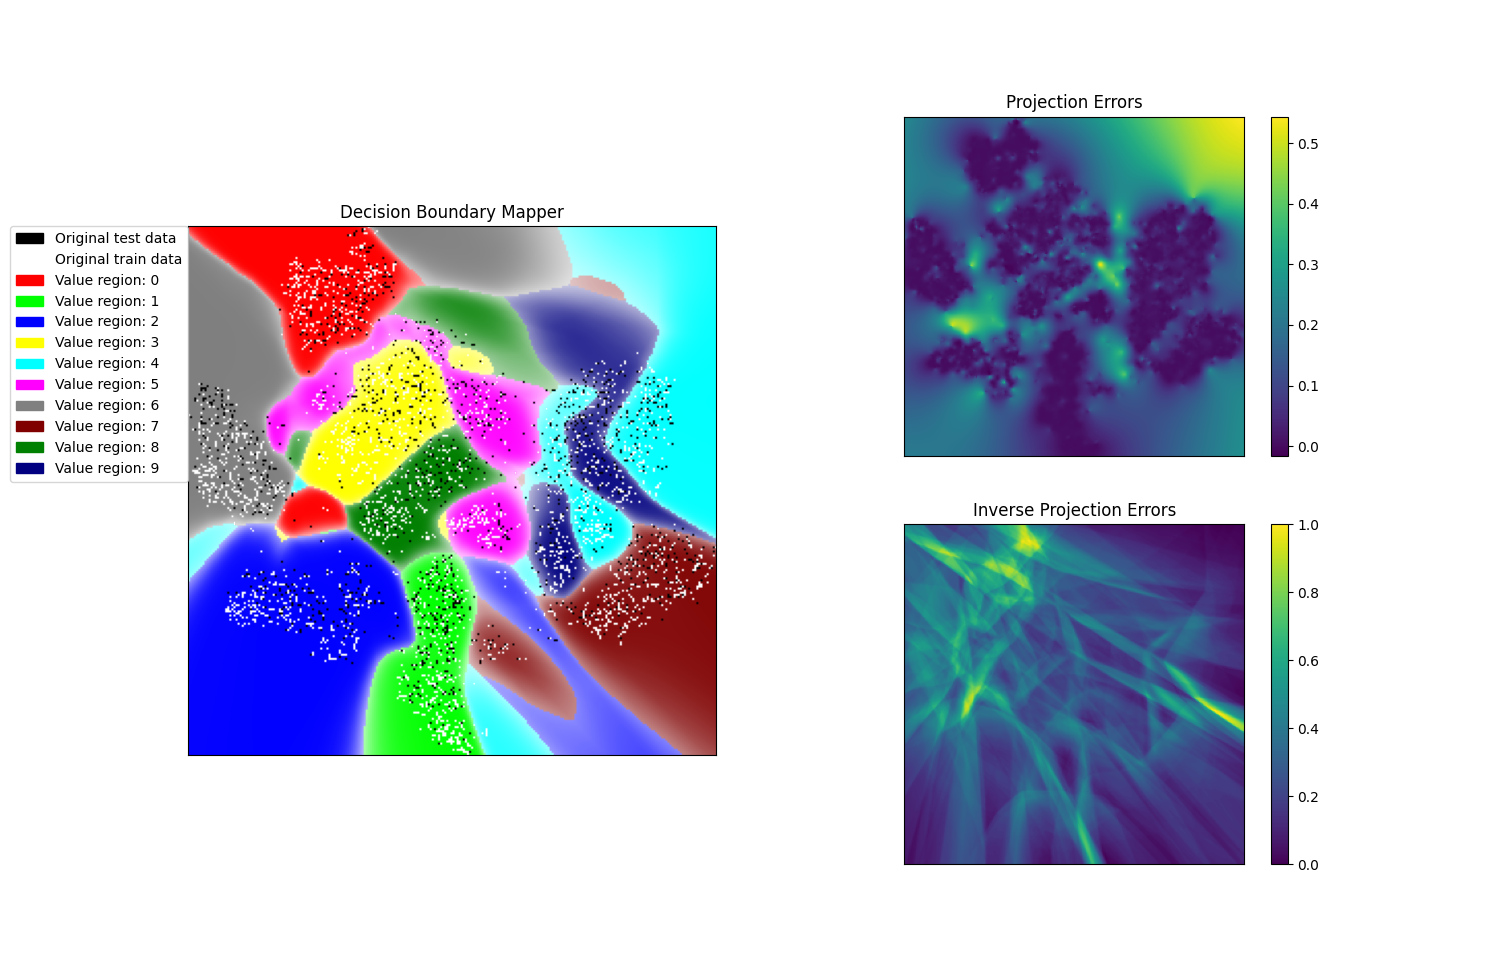 Decision Boundary Mapper
Original test data
Original train data
Value region: 0
Value region: 1
Value region: 2
Value region: 3
Value region: 4
Value region: 5
Value region: 6
Value region: 7
Value region: 8
Value region: 9
Projection Errors
0.5
0.4
0.3
0.2
0.1
0.0
Inverse Projection Errors
1.0
0.8
0.6
0.4
0.2
0.0